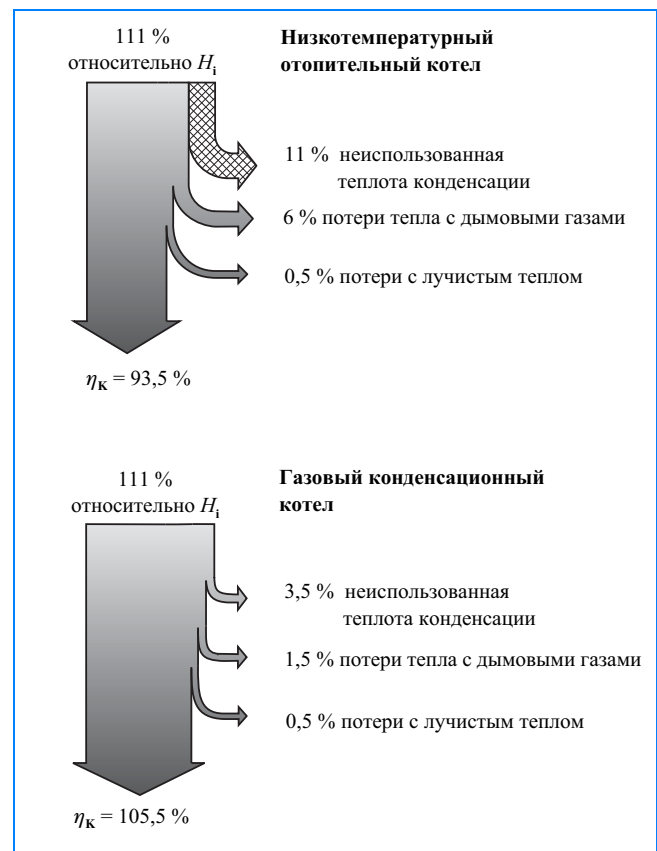 111 %
относительно Hi
Низкотемпературный
отопительный котел
11 % неиспользованная
теплота конденсации
6 % потери тепла с дымовыми газами
0,5 % потери с лучистым теплом
ηK = 93,5 %
111 %
относительно Hi
Газовый конденсационный
котел
3,5 % неиспользованная
теплота конденсации
1,5 % потери тепла с дымовыми газами
0,5 % потери с лучистым теплом
ηK = 105,5 %